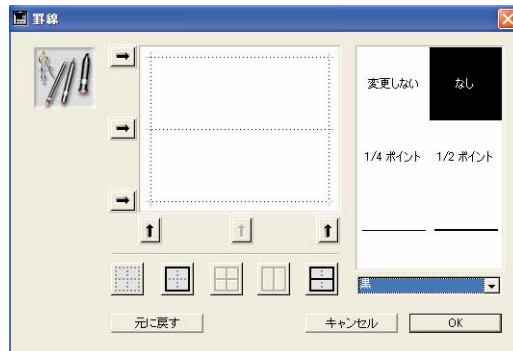 罫線
変更しない
なし
1/4 ポイント
1/2 ポイント
黒
元に戻す
キャンセル
OK